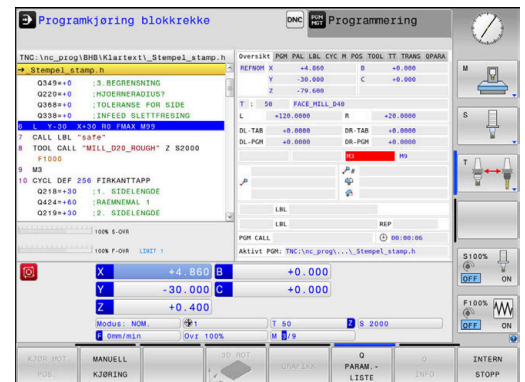 Programkjøring blokkrekke
DNC
Programmering
TNC:\nc_prog\BHB\Klartext\_Stempel_stamp.h
→_Stempel_stamp.h
Q349=+0 ;3.BEGRENSNING
Q220=+0 ;HJOERNERADIUS?
Q368=+0 ;TOLERANSE FOR SIDE
Q338=+0 ;INFEED SLETTFRESING
6 L Y-30 X+30 R0 FMAX M99
7 CALL LBL "safe"
8 TOOL CALL "MILL_D20_ROUGH" Z S2000
F1000
9 M3
10 CYCL DEF 256 FIRKANTTAPP
Q218=+30 ;1. SIDELENGDE
Q424=+60 ;RAEMNEMAL 1
Q219=+30 ;2. SIDELENGDE
100% S-OVR
100% F-OVR LIMIT 1
Oversikt PGM PAL LBL CYC M POS TOOL TT TRANS QPARA
REFNOM X +4.860 B +0.000
Y -30.000 C +0.000
Z -79.600
T : 50 FACE_MILL_D40
L +120.0000 R +20.0000
DL-TAB +0.0000 DR-TAB +0.0000
DL-PGM +0.0000 DR-PGM +0.0000
M3 M9
LBL
LBL REP
PGM CALL 00:00:06
Aktivt PGM: TNC:\nc_prog\...\_Stempel_stamp.h
X +4.860 B +0.000
Y -30.000 C +0.000
Z +0.400
Modus: NOM. 1 T 50 Z S 2000
F 0mm/min Ovr 100% M 5/9
M
S
T
S100%
OFF ON
F100%
OFF ON
KJØR MOT
POS.
MANUELL
KJØRING
3D ROT
GRAFIKK
Q
PARAM.-
LISTE
Q
INFO
INTERN
STOPP